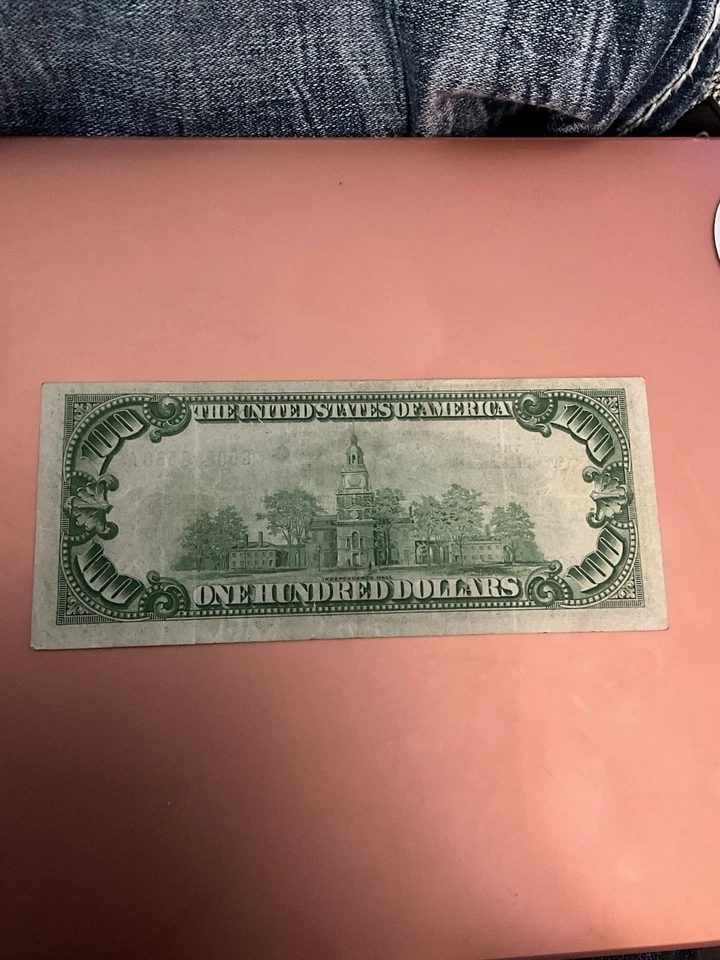 THE UNITED STATES OF AMERICA
100 100
INDEPENDENCE HALL
100 100
ONE HUNDRED DOLLARS